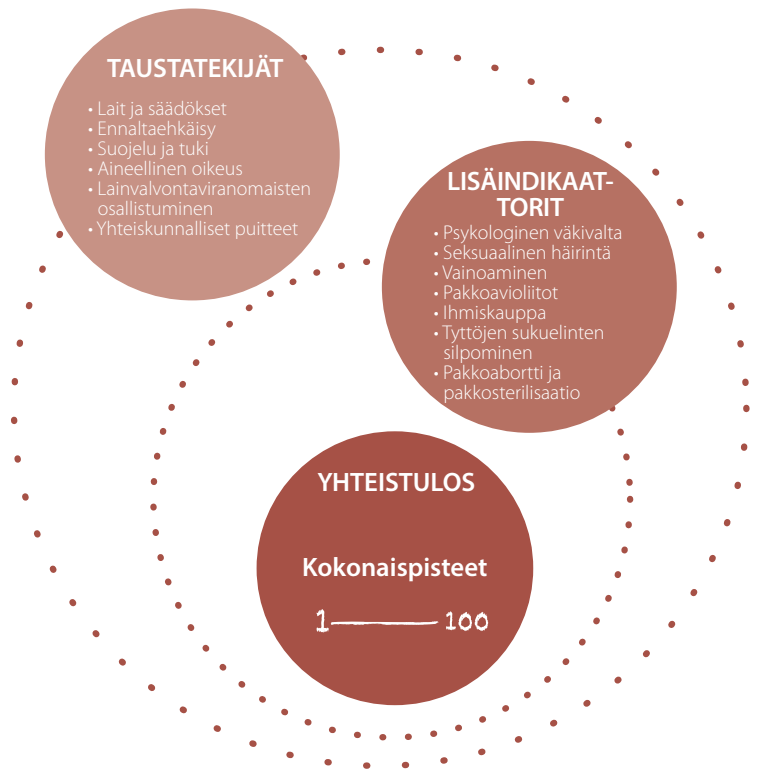 TAUSTATEKIJÄT
• Lait ja säädökset
• Ennaltaehkäisy
• Suojelu ja tuki
• Aineellinen oikeus
• Lainvalvontaviranomaisten
osallistuminen
• Yhteiskunnalliset puitteet
LISÄINDIKAAT-
TORIT
• Psykologinen väkivalta
• Seksuaalinen häirintä
• Vainoaminen
• Pakkoavioliitot
• Ihmiskauppa
• Tyttöjen sukuelinten
silpominen
• Pakkoabortti ja
pakkosterilisaatio
YHTEISTULOS
Kokonaispisteet
1 100